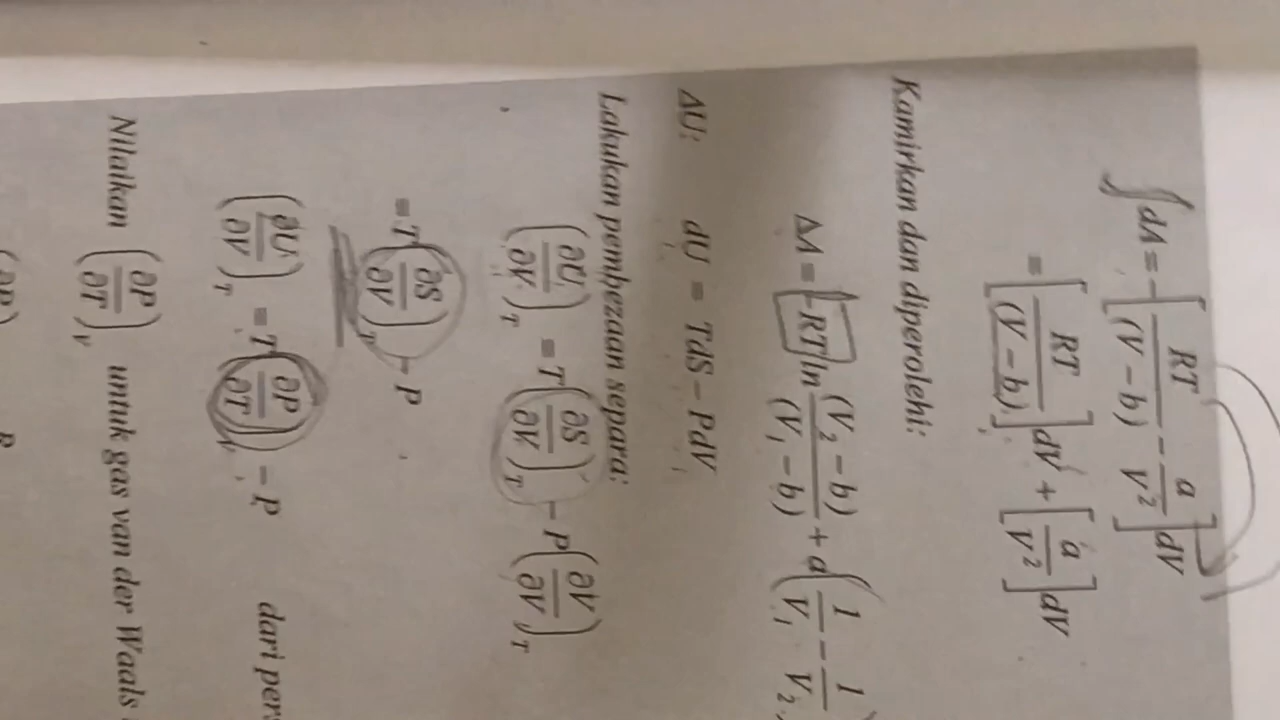 ∫dA = -[RT/(V - b) - a/V²]dV
= [RT/(V - b)]dV + [a/V²]dV
Kamirkan dan diperolehi:
ΔA = -RT ln (V₂ - b)/(V₁ - b) + a(1/V₁ - 1/V₂)
ΔU: dU = TdS - PdV
Lakukan pembezaan separa:
(∂U/∂V)_T = T(∂S/∂V)_T - P(∂V/∂V)_T
= T(∂S/∂V)_T - P
(∂U/∂V)_T = T(∂P/∂T)_V - P dari
Nilaikan (∂P/∂T)_V untuk gas van der Waals